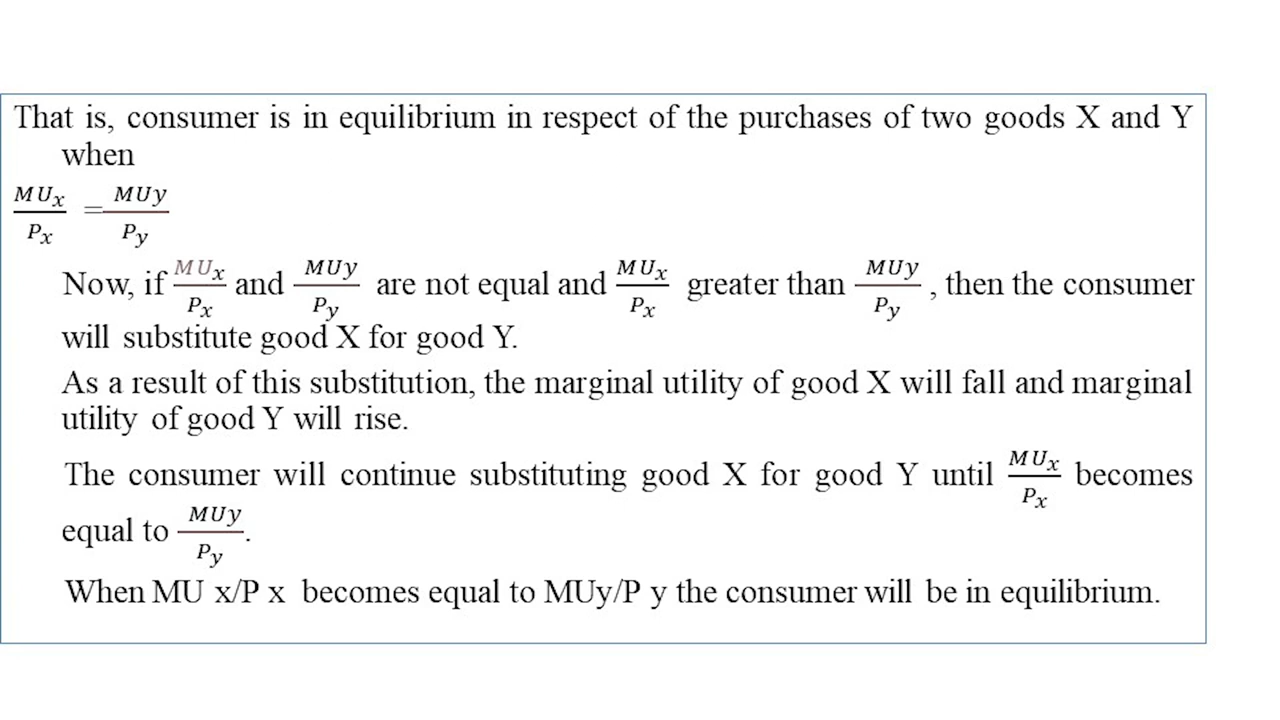 That is, consumer is in equilibrium in respect of the purchases of two goods X and Y
when
MUx/Px = MUy/Py
Now, if MUx/Px and MUy/Py are not equal and MUx/Px greater than MUy/Py , then the consumer
will substitute good X for good Y.
As a result of this substitution, the marginal utility of good X will fall and marginal
utility of good Y will rise.
The consumer will continue substituting good X for good Y until MUx/Px becomes
equal to MUy/Py.
When MU x/P x becomes equal to MUy/P y the consumer will be in equilibrium.